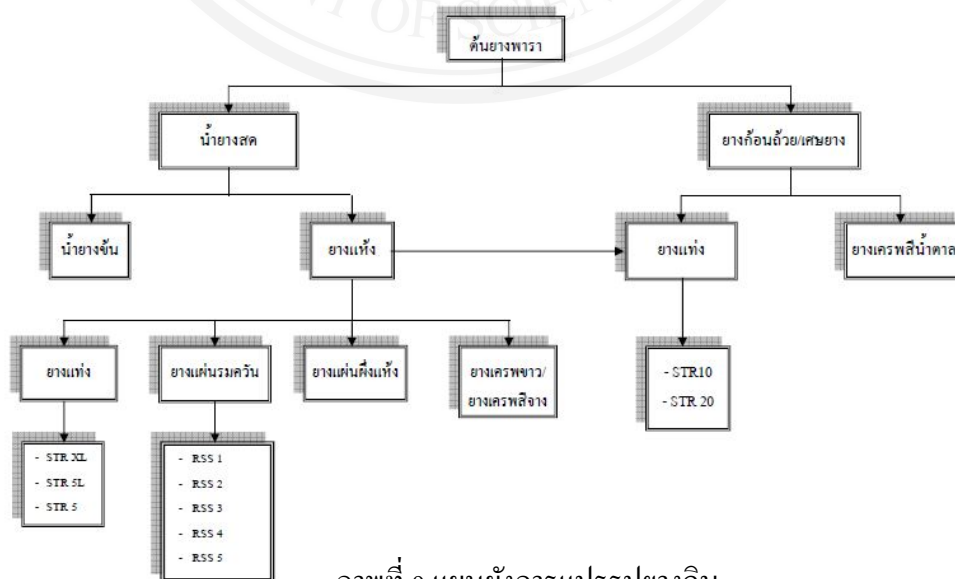 ต้นยางพารา
น้ำยางสด
ยางก้อนถ้วย/เศษยาง
น้ำยางข้น
ยางแห้ง
ยางแท่ง
ยางเครพสีน้ำตาล
ยางแท่ง
ยางแผ่นรมควัน
ยางแผ่นผึ่งแห้ง
ยางเครพขาว/
ยางเครพสีจาง
- STR10
- STR 20
- STR XL
- STR 5L
- STR 5
- RSS 1
- RSS 2
- RSS 3
- RSS 4
- RSS 5